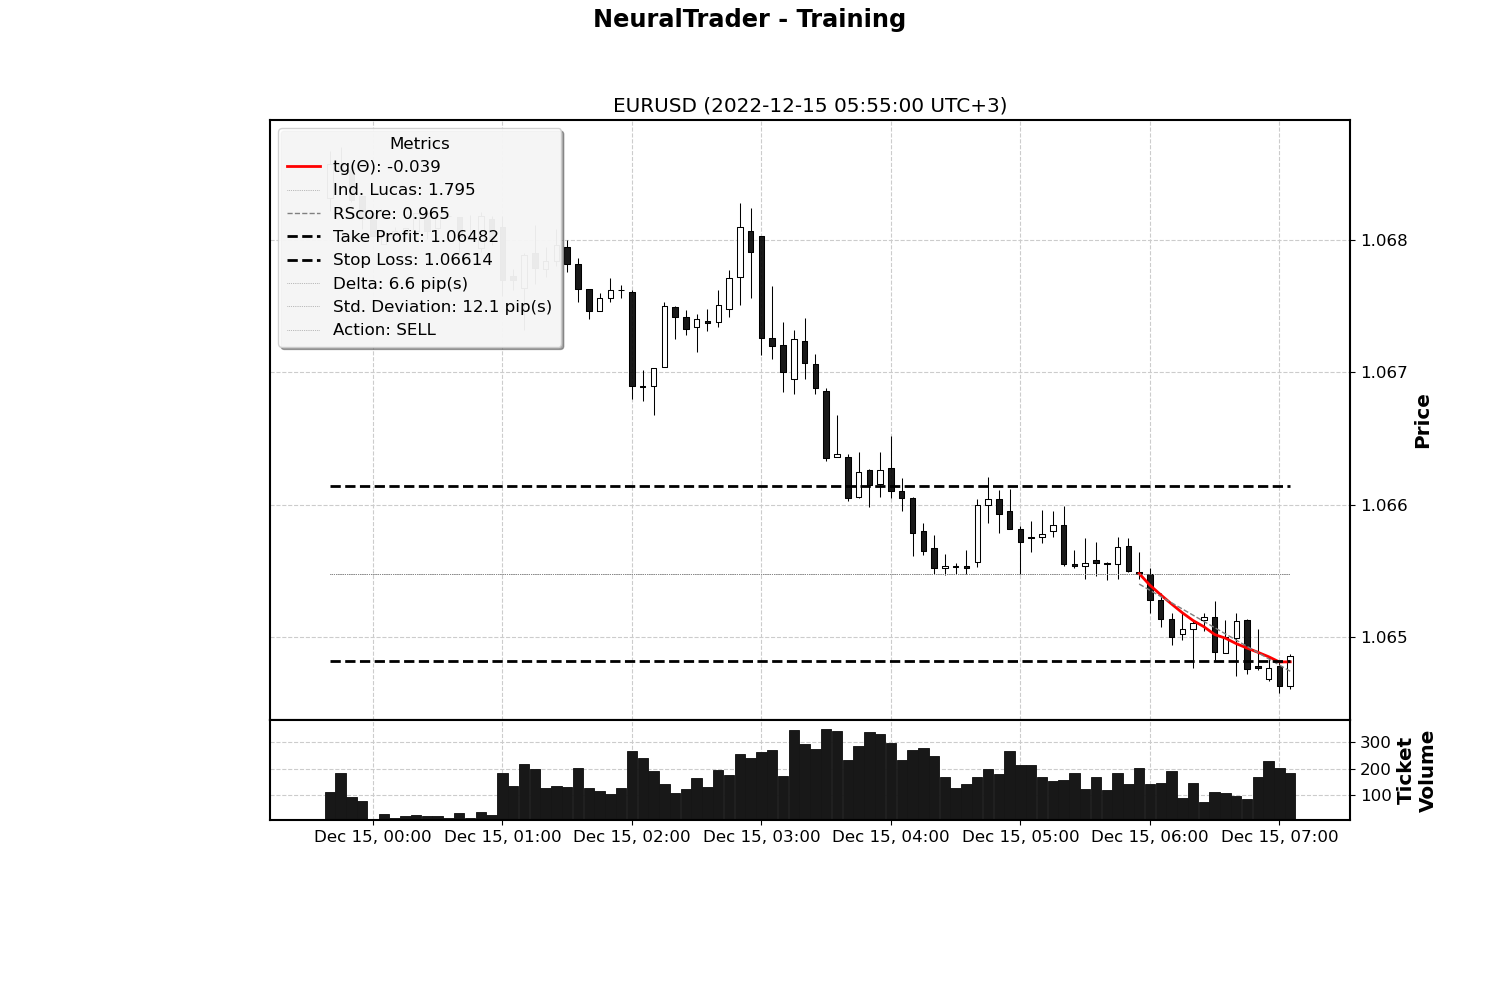 NeuralTrader - Training
EURUSD (2022-12-15 05:55:00 UTC+3)
Metrics
tg(Θ): -0.039
Ind. Lucas: 1.795
RScore: 0.965
Take Profit: 1.06482
Stop Loss: 1.06614
Delta: 6.6 pip(s)
Std. Deviation: 12.1 pip(s)
Action: SELL
1.068
1.067
1.066
1.065
Price
300
200
100
Ticket
Volume
Dec 15, 00:00
Dec 15, 01:00
Dec 15, 02:00
Dec 15, 03:00
Dec 15, 04:00
Dec 15, 05:00
Dec 15, 06:00
Dec 15, 07:00